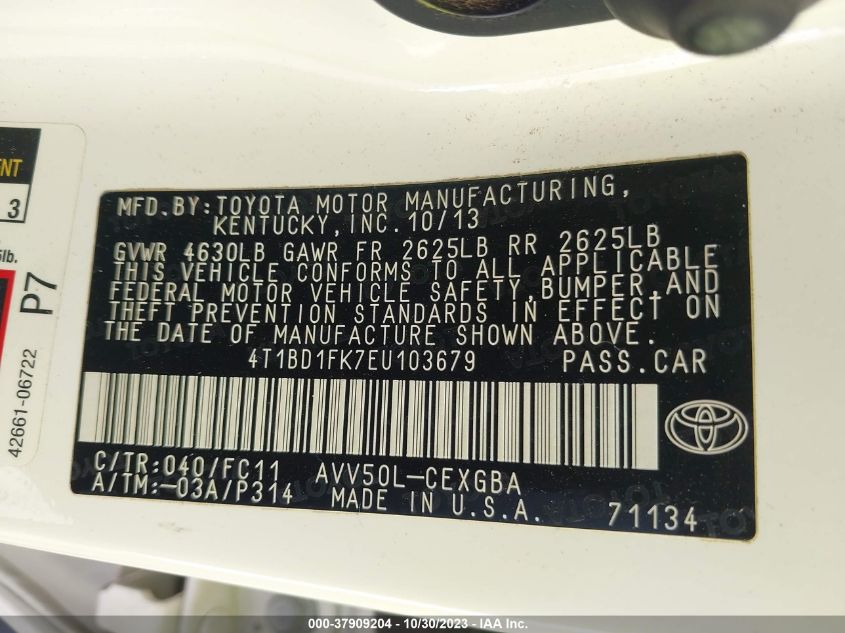 ENT
3
lb.
P7
42661-06722
MFD.BY:TOYOTA MOTOR MANUFACTURING,
KENTUCKY,INC.10/13
GVWR 4630LB GAWR FR 2625LB RR 2625LB
THIS VEHICLE CONFORMS TO ALL APPLICABLE
FEDERAL MOTOR VEHICLE SAFETY,BUMPER,AND
THEFT PREVENTION STANDARDS IN EFFECT ON
THE DATE OF MANUFACTURE SHOWN ABOVE.
4T1BD1FK7EU103679 PASS.CAR
C/TR:040/FC11 AVV50L-CEXGBA
A/TM:-03A/P314 MADE IN U.S.A. 71134
000-37909204 - 10/30/2023 - IAA Inc.